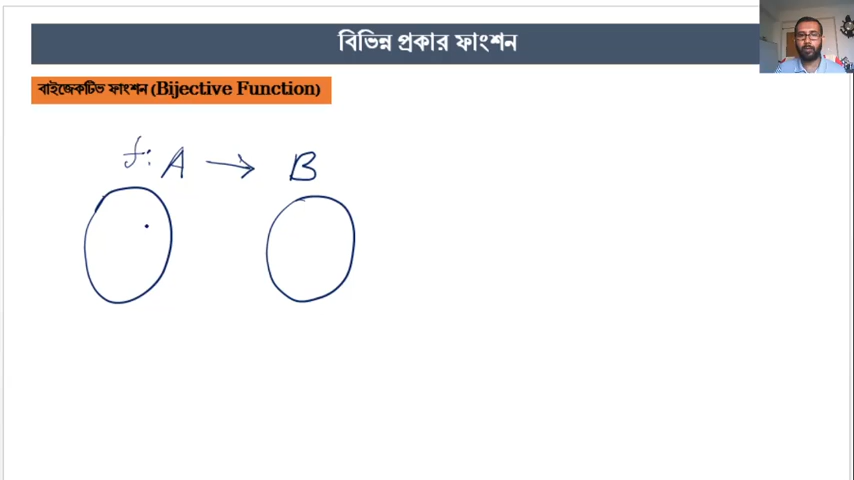 বিভিন্ন প্রকার ফাংশন
বাইজেকটিভ ফাংশন (Bijective Function)
f: A → B